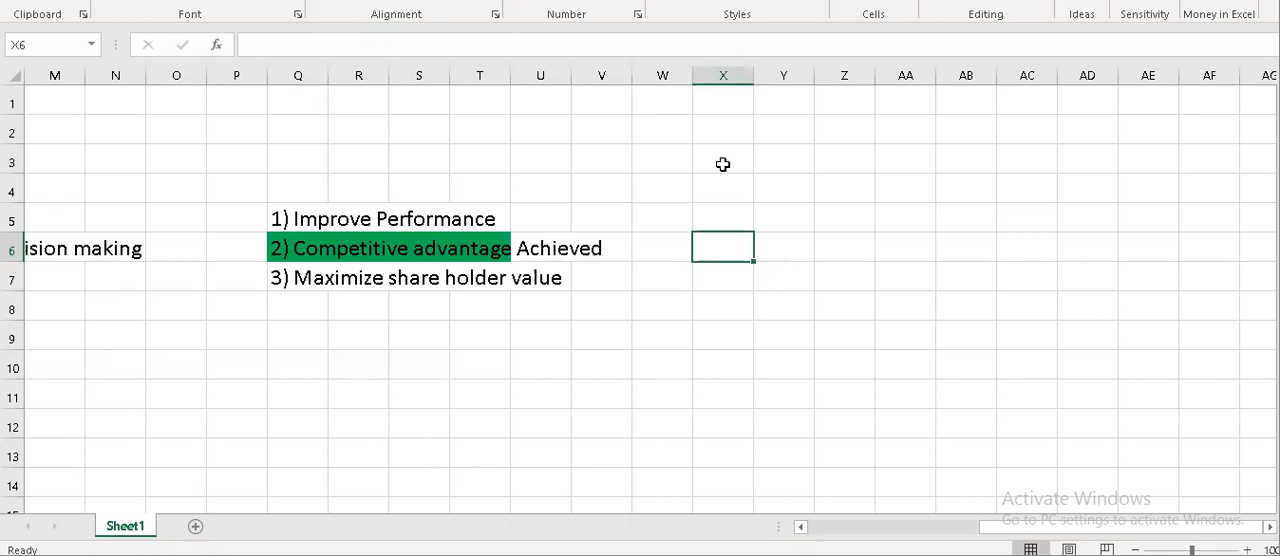 Clipboard Font Alignment Number Styles Cells Editing Ideas Sensitivity Money in Excel
X6 fx
M N O P Q R S T U V W X Y Z AA AB AC AD AE AF AG
1
2
3
4
5 1) Improve Performance
6 ision making 2) Competitive advantage Achieved
7 3) Maximize share holder value
8
9
10
11
12
13
14
Activate Windows
Go to PC settings to activate Windows.
Sheet1
Ready